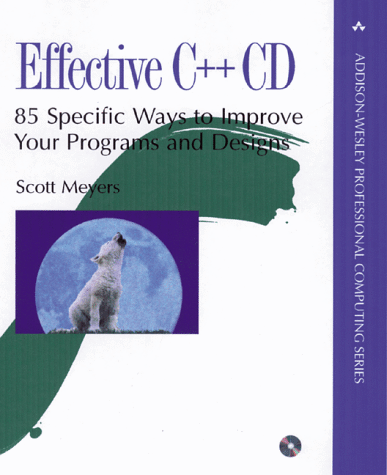 Effective C++ CD
85 Specific Ways to Improve
Your Programs and Designs
Scott Meyers
ADDISON-WESLEY PROFESSIONAL COMPUTING SERIES